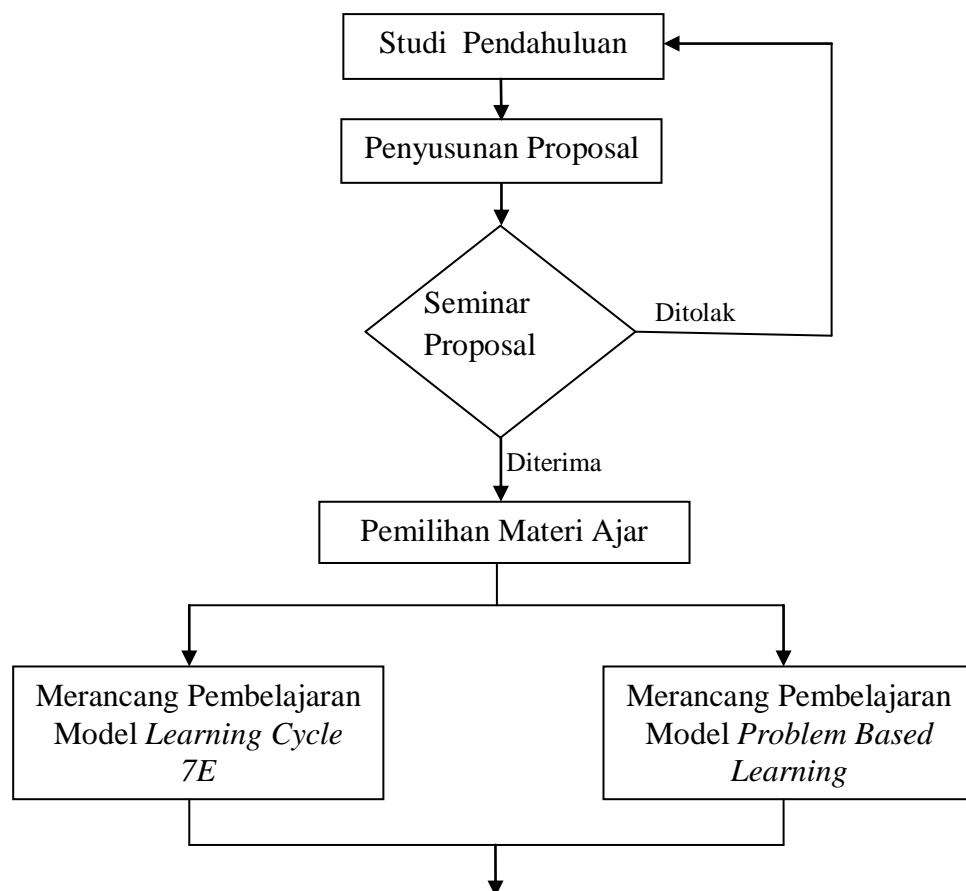 Studi Pendahuluan
Penyusunan Proposal
Seminar
Proposal
Ditolak
Diterima
Pemilihan Materi Ajar
Merancang Pembelajaran
Model Learning Cycle
7E
Merancang Pembelajaran
Model Problem Based
Learning